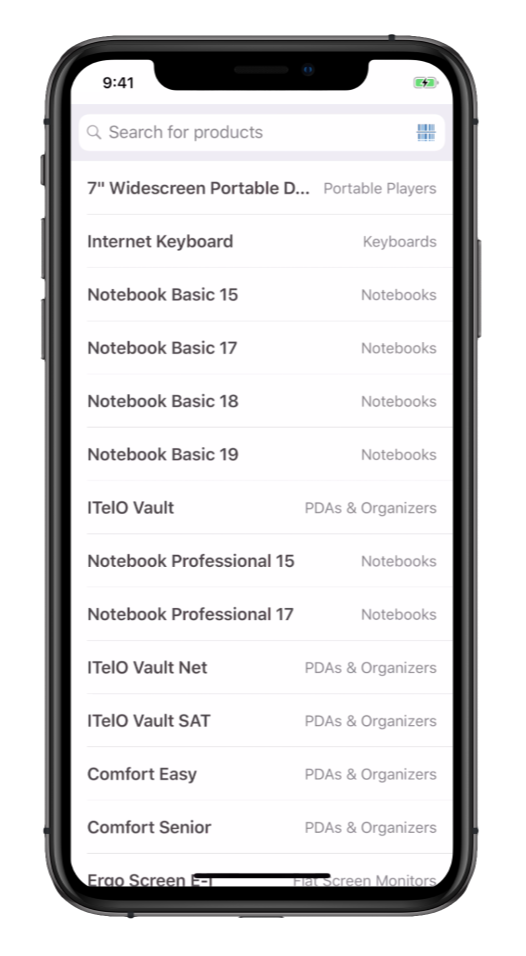 9:41
Search for products
7" Widescreen Portable D... Portable Players
Internet Keyboard Keyboards
Notebook Basic 15 Notebooks
Notebook Basic 17 Notebooks
Notebook Basic 18 Notebooks
Notebook Basic 19 Notebooks
ITelO Vault PDAs & Organizers
Notebook Professional 15 Notebooks
Notebook Professional 17 Notebooks
ITelO Vault Net PDAs & Organizers
ITelO Vault SAT PDAs & Organizers
Comfort Easy PDAs & Organizers
Comfort Senior PDAs & Organizers
Ergo Screen E-I Flat Screen Monitors